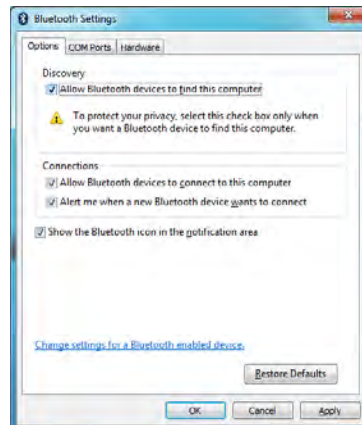 Bluetooth Settings
Options
COM Ports
Hardware
Discovery
Allow Bluetooth devices to find this computer
To protect your privacy, select this check box only when
you want a Bluetooth device to find this computer.
Connections
Allow Bluetooth devices to connect to this computer
Alert me when a new Bluetooth device wants to connect
Show the Bluetooth icon in the notification area
Change settings for a Bluetooth enabled device.
Restore Defaults
OK
Cancel
Apply